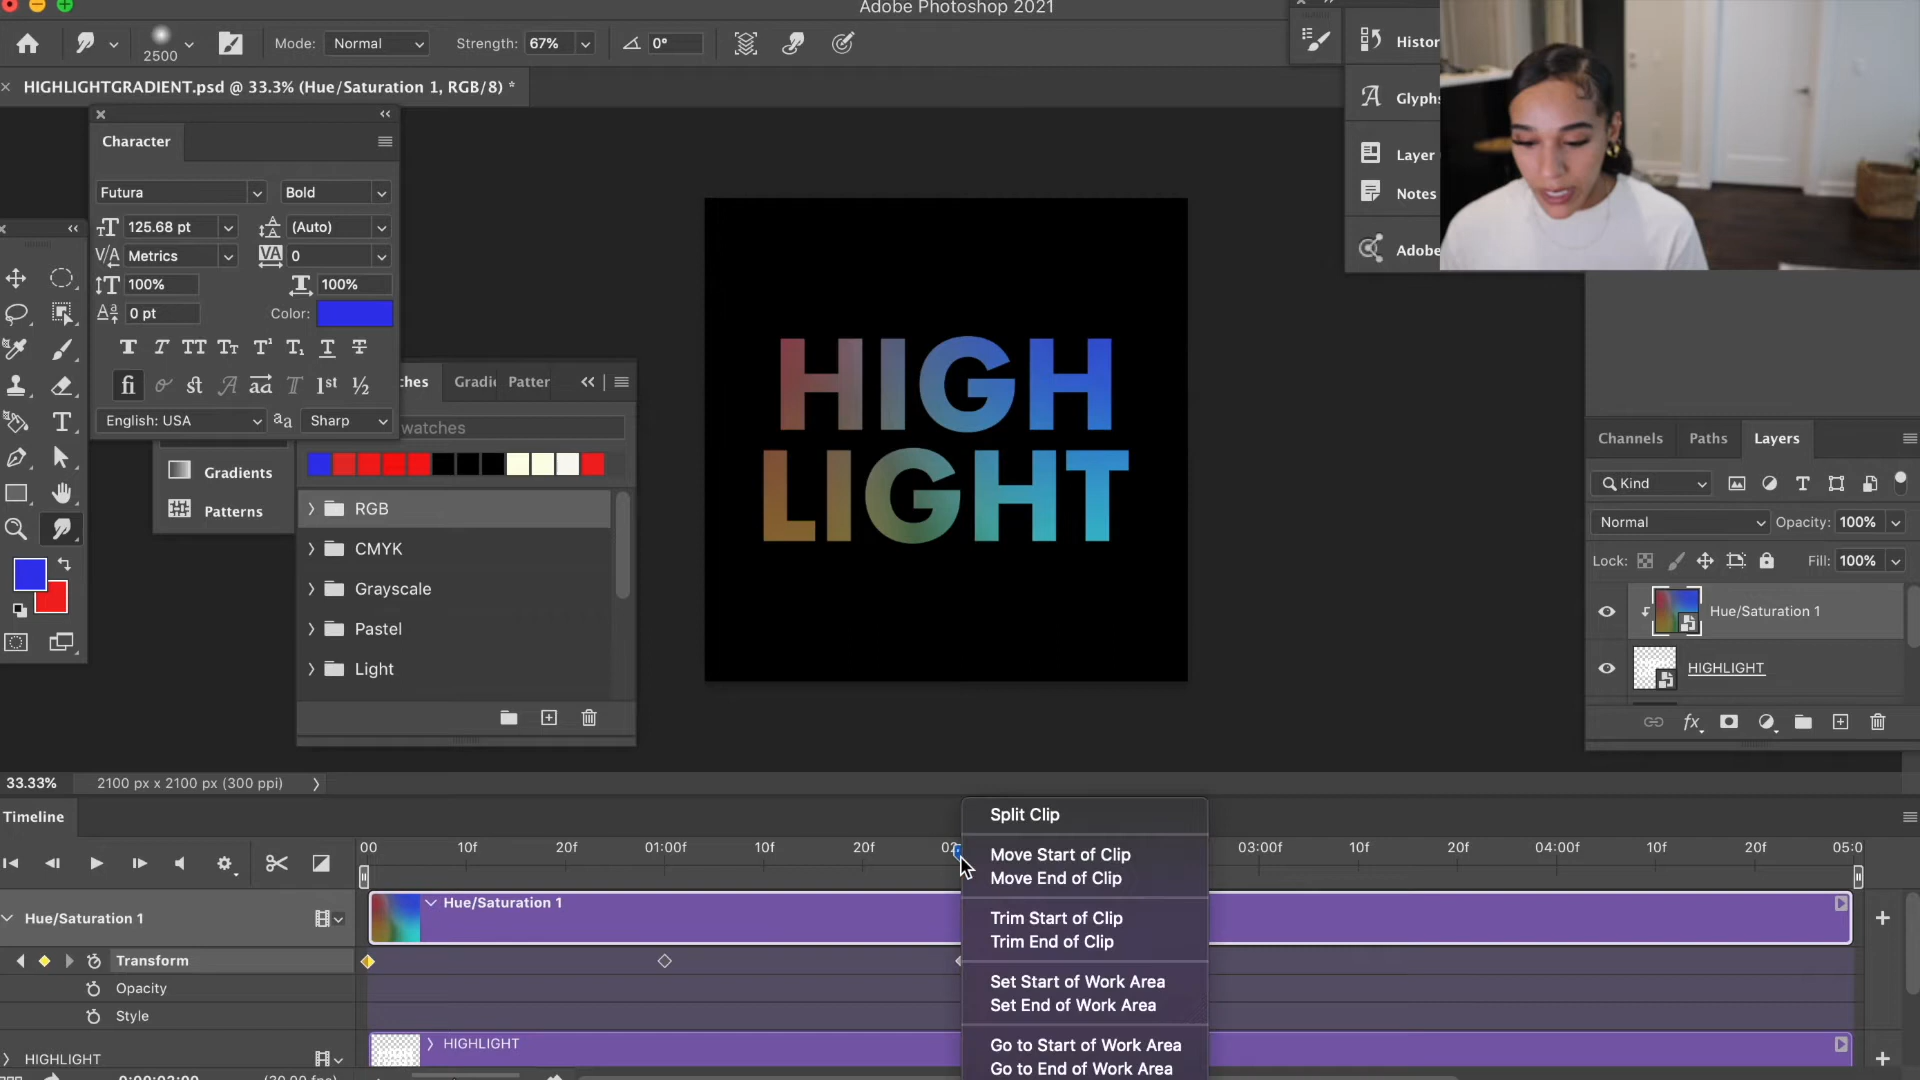 Adobe Photoshop 2021
2500
Mode: Normal
Strength: 67%
0°
HIGHLIGHTGRADIENT.psd @ 33.3% (Hue/Saturation 1, RGB/8) *
Histor
Glyphs
Layer
Notes
Adobe
Character
Futura
Bold
125.68 pt
(Auto)
Metrics
0
100%
100%
0 pt
Color:
English: USA
Sharp
ches
Gradie
Patter
watches
Gradients
Patterns
RGB
CMYK
Grayscale
Pastel
Light
HIGH
LIGHT
Channels
Paths
Layers
Kind
Normal
Opacity: 100%
Lock:
Fill: 100%
Hue/Saturation 1
HIGHLIGHT
33.33%
2100 px x 2100 px (300 ppi)
Timeline
00 10f 20f 01:00f 10f 20f 03:00f 10f 20f 04:00f 10f 20f 05:0
Hue/Saturation 1
Hue/Saturation 1
Transform
Opacity
Style
HIGHLIGHT
HIGHLIGHT
Split Clip
Move Start of Clip
Move End of Clip
Trim Start of Clip
Trim End of Clip
Set Start of Work Area
Set End of Work Area
Go to Start of Work Area
Go to End of Work Area